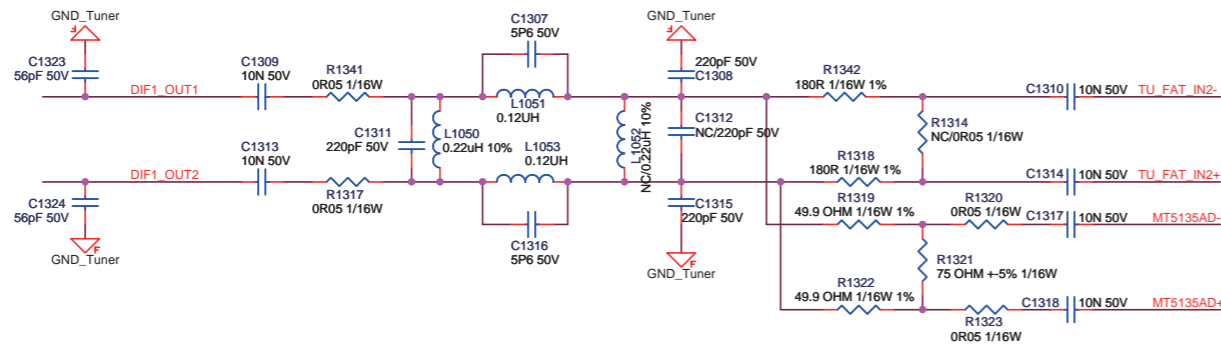 GND_Tuner
C1323
56pF 50V
DIF1_OUT1
C1309
10N 50V
R1341
0R05 1/16W
C1307
5P6 50V
L1051
0.12UH
C1311
220pF 50V
L1050
0.22uH 10%
L1053
0.12UH
C1316
5P6 50V
C1313
10N 50V
R1317
0R05 1/16W
DIF1_OUT2
C1324
56pF 50V
GND_Tuner
GND_Tuner
220pF 50V
C1308
L1052
NC/0.22uH 10%
C1312
NC/220pF 50V
C1315
220pF 50V
GND_Tuner
R1342
180R 1/16W 1%
R1314
NC/0R05 1/16W
C1310
10N 50V
TU_FAT_IN2-
R1318
180R 1/16W 1%
C1314
10N 50V
TU_FAT_IN2+
R1319
49.9 OHM 1/16W 1%
R1320
0R05 1/16W
C1317
10N 50V
MT5135AD-
R1321
75 OHM +-5% 1/16W
R1322
49.9 OHM 1/16W 1%
R1323
0R05 1/16W
C1318
10N 50V
MT5135AD+